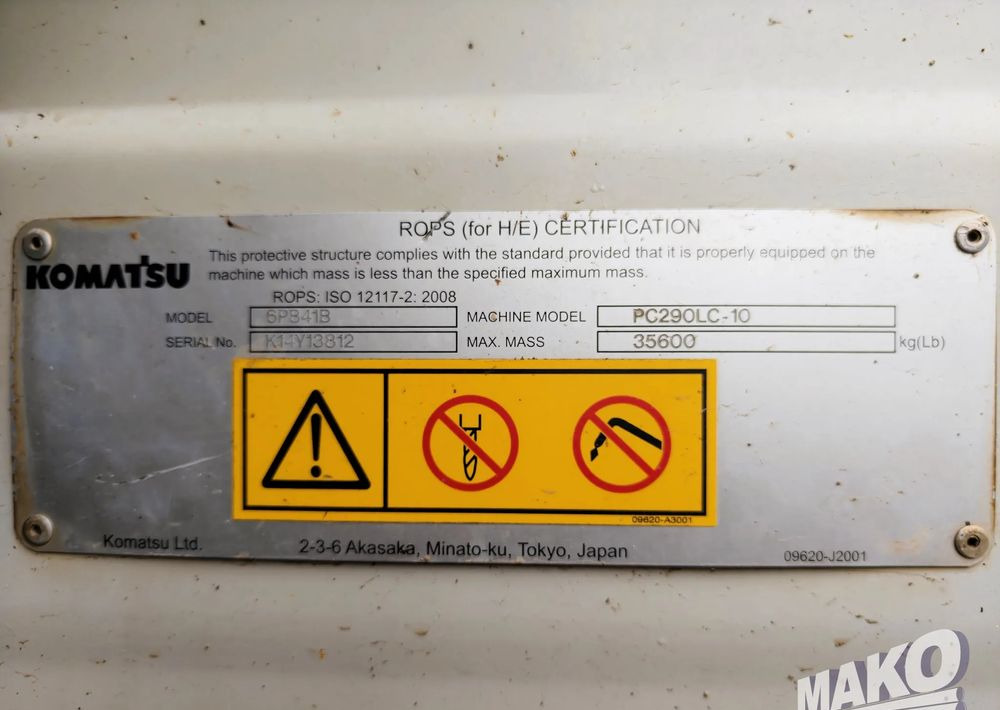 ROPS (for H/E) CERTIFICATION
KOMATSU
This protective structure complies with the standard provided that it is properly equipped on the
machine which mass is less than the specified maximum mass.
ROPS: ISO 12117-2: 2008
MODEL 6PB41B MACHINE MODEL PC290LC-10
SERIAL No. K14Y13812 MAX. MASS 35600 kg(Lb)
09620-A3001
Komatsu Ltd. 2-3-6 Akasaka, Minato-ku, Tokyo, Japan 09620-J2001
MAKO